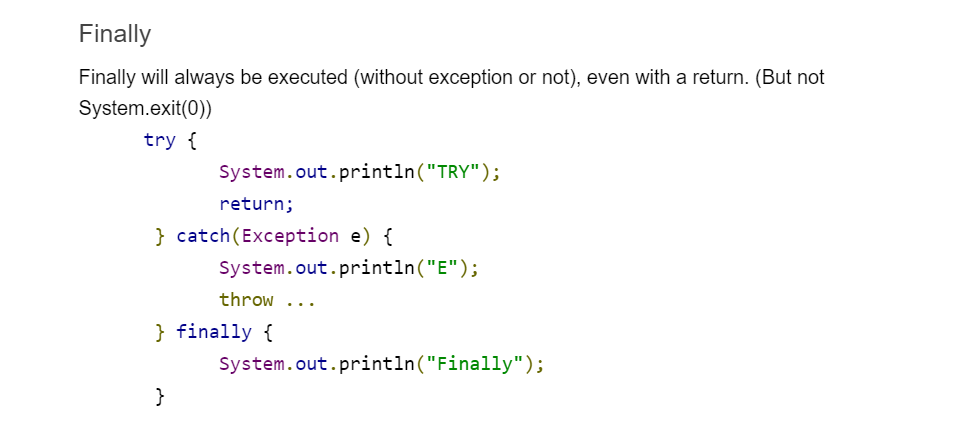 Finally
Finally will always be executed (without exception or not), even with a return. (But not
System.exit(0))
try {
System.out.println("TRY");
return;
} catch(Exception e) {
System.out.println("E");
throw ...
} finally {
System.out.println("Finally");
}